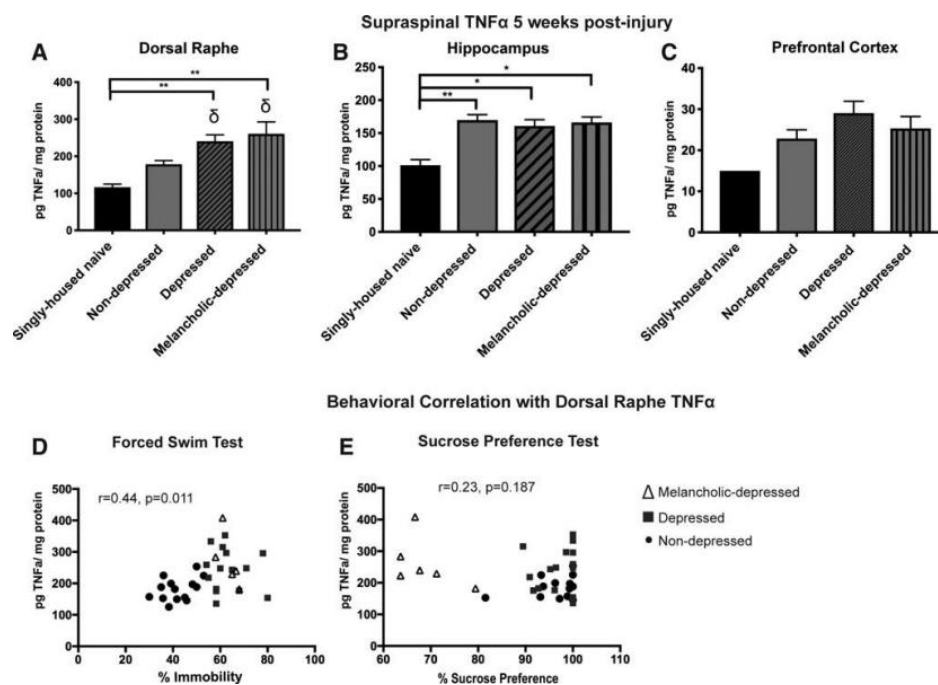 Supraspinal TNFα 5 weeks post-injury
A
Dorsal Raphe
pg TNFa/ mg protein
400
300
200
100
0
**
**
Singly-housed naive
Non-depressed
Depressed
Melancholic-depressed
B
Hippocampus
pg TNFa/ mg protein
200
150
100
50
0
*
*
**
Singly-housed naive
Non-depressed
Depressed
Melancholic-depressed
C
Prefrontal Cortex
pg TNFa/ mg protein
40
30
20
10
0
Singly-housed naive
Non-depressed
Depressed
Melancholic-depressed
Behavioral Correlation with Dorsal Raphe TNFα
D
Forced Swim Test
r=0.44, p=0.011
pg TNFa/ mg protein
500
400
300
200
100
0
0 20 40 60 80 100
% Immobility
E
Sucrose Preference Test
r=0.23, p=0.187
pg TNFa/ mg protein
500
400
300
200
100
0
60 70 80 90 100 110
% Sucrose Preference
Melancholic-depressed
Depressed
Non-depressed